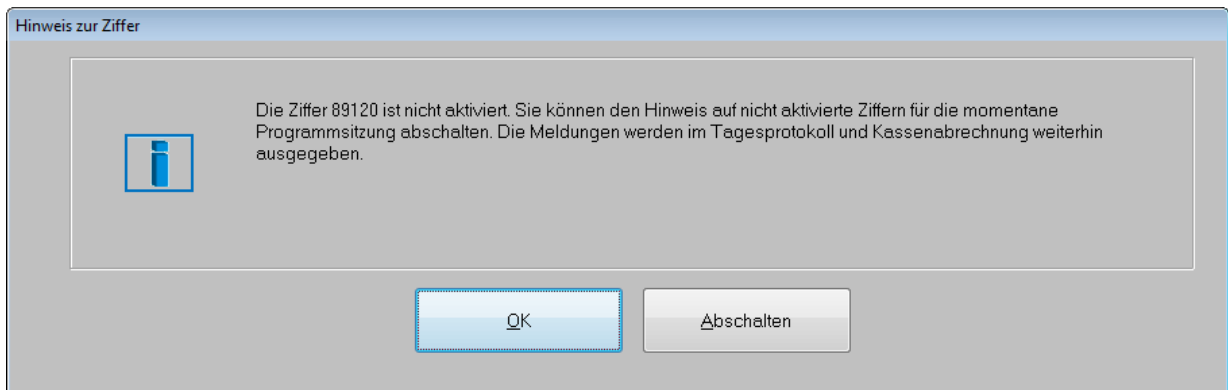 Hinweis zur Ziffer
Die Ziffer 89120 ist nicht aktiviert. Sie können den Hinweis auf nicht aktivierte Ziffern für die momentane
Programmsitzung abschalten. Die Meldungen werden im Tagesprotokoll und Kassenabrechnung weiterhin
ausgegeben.
OK
Abschalten